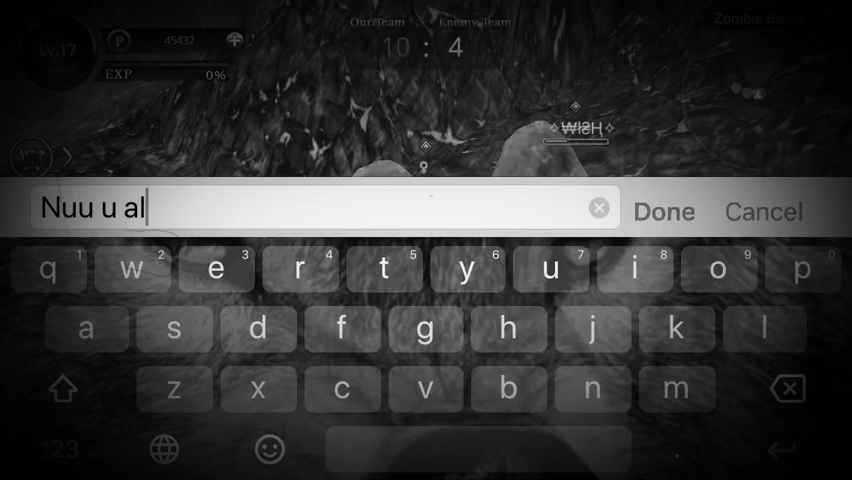 Our Team Enemy Team
Zombie Battle
Lv.17
P 45432 +
10 : 4
EXP 0%
WISH
Nuu u al
Done Cancel
q 1 w 2 e 3 r 4 t 5 y 6 u 7 i 8 o 9 p 0
a s d f g h j k l
z x c v b n m
123